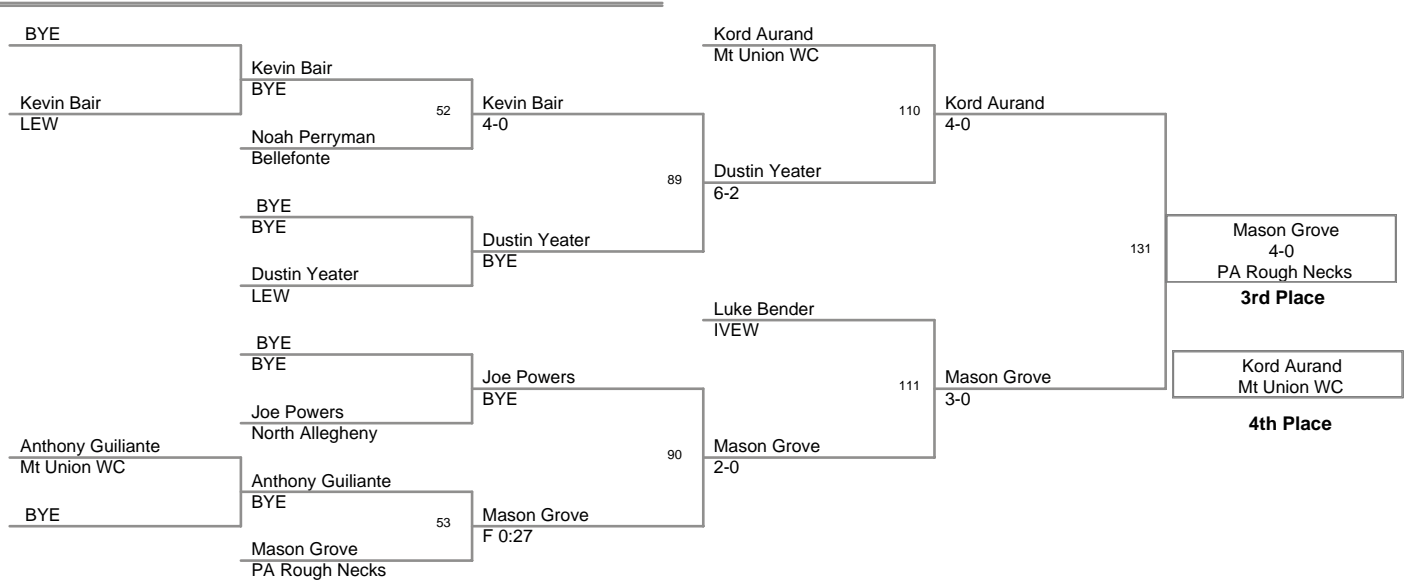 BYE
Kevin Bair
LEW
Kevin Bair
BYE
52
Noah Perryman
Bellefonte
Kevin Bair
4-0
BYE
BYE
Dustin Yeater
LEW
Dustin Yeater
BYE
89
Kord Aurand
Mt Union WC
110
Dustin Yeater
6-2
Kord Aurand
4-0
BYE
BYE
Joe Powers
North Allegheny
Joe Powers
BYE
Anthony Guiliante
Mt Union WC
BYE
Anthony Guiliante
BYE
53
Mason Grove
PA Rough Necks
Mason Grove
F 0:27
90
Luke Bender
IVEW
111
Mason Grove
2-0
Mason Grove
3-0
131
Mason Grove
4-0
PA Rough Necks
3rd Place
Kord Aurand
Mt Union WC
4th Place